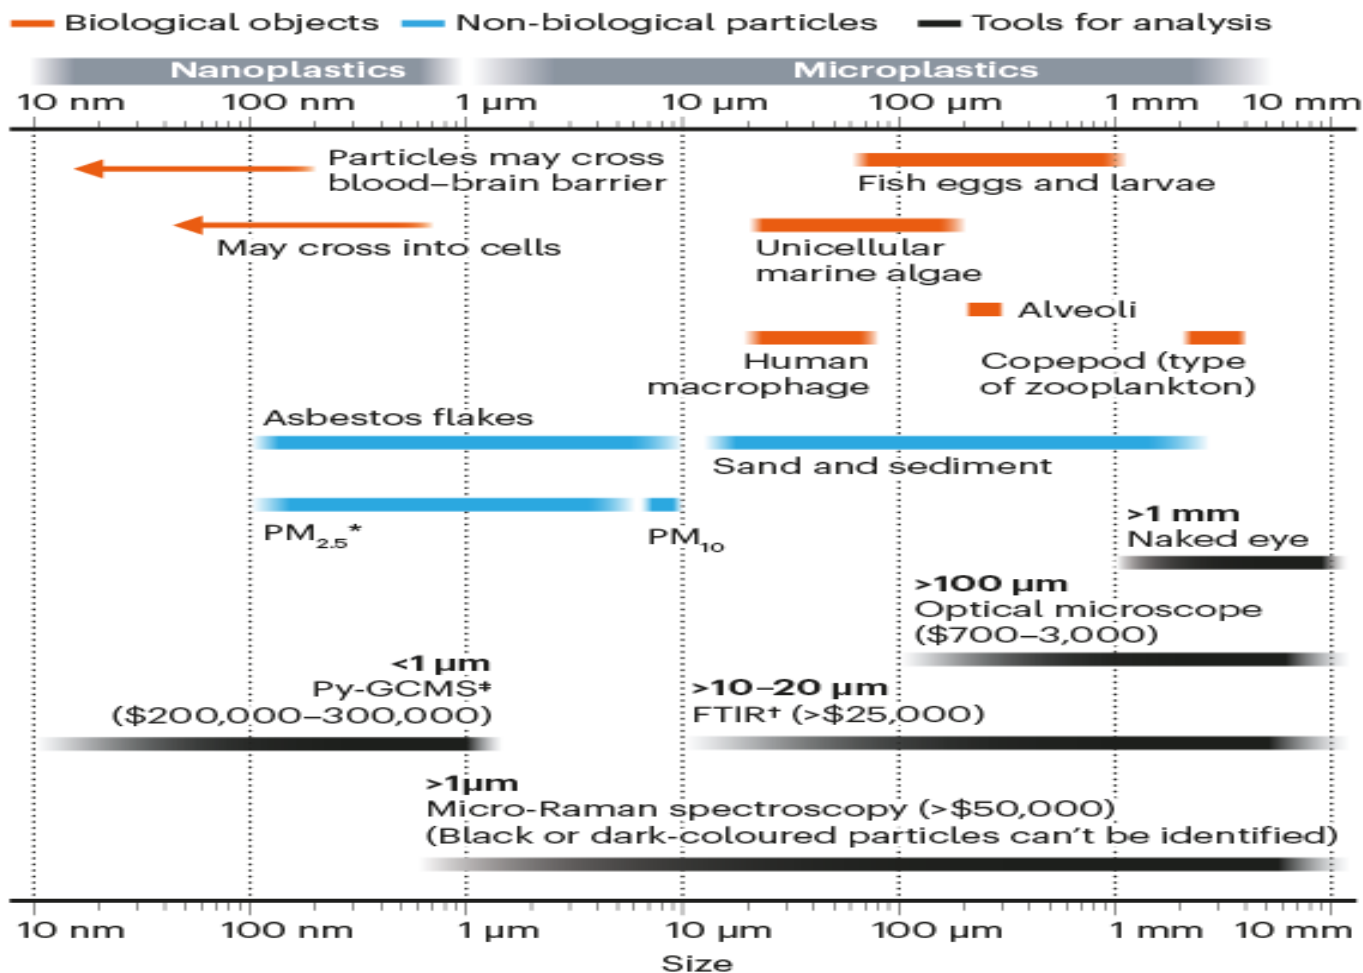 Biological objects Non-biological particles Tools for analysis
Nanoplastics Microplastics
10 nm 100 nm 1 µm 10 µm 100 µm 1 mm 10 mm
Particles may cross
blood–brain barrier
Fish eggs and larvae
May cross into cells
Unicellular
marine algae
Alveoli
Human
macrophage
Copepod (type
of zooplankton)
Asbestos flakes
Sand and sediment
PM2.5*
PM10
>1 mm
Naked eye
>100 µm
Optical microscope
($700–3,000)
<1 µm
Py-GCMS‡
($200,000–300,000)
>10–20 µm
FTIR† (>$25,000)
>1µm
Micro-Raman spectroscopy (>$50,000)
(Black or dark-coloured particles can’t be identified)
10 nm 100 nm 1 µm 10 µm 100 µm 1 mm 10 mm
Size